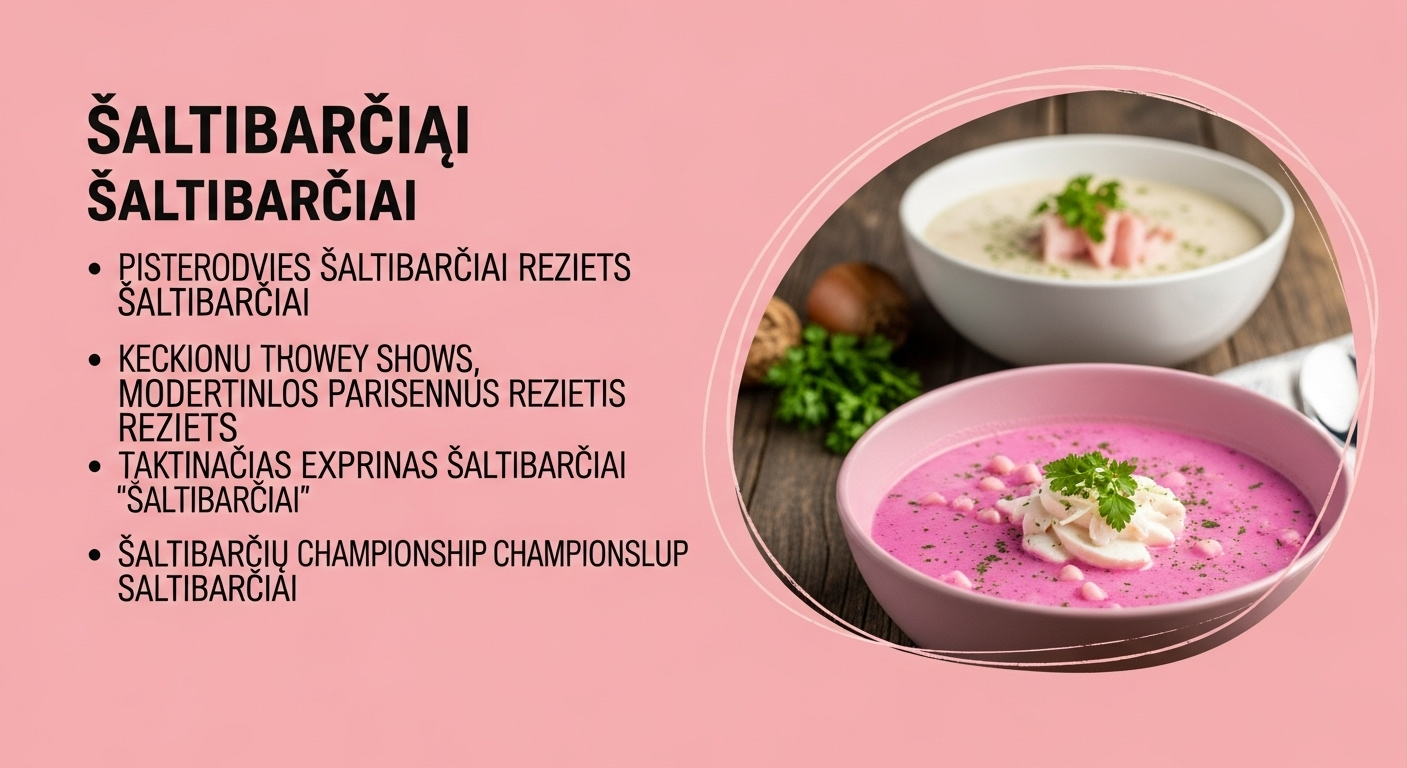 ŠALTIBARČIĄI
ŠALTIBARČIAI
• PISTERODVIES ŠALTIBARČIAI REZIETS
ŠALTIBARČIAI
• KECKIONU THOWEY SHOWS,
MODERTINLOS PARISENNUS REZIETIS
REZIETS
• TAKTINAČIAS EXPRINAS ŠALTIBARČIAI
"ŠALTIBARČIAI"
• ŠALTIBARČIŲ CHAMPIONSHIP CHAMPIONSLUP
SALTIBARČIAI